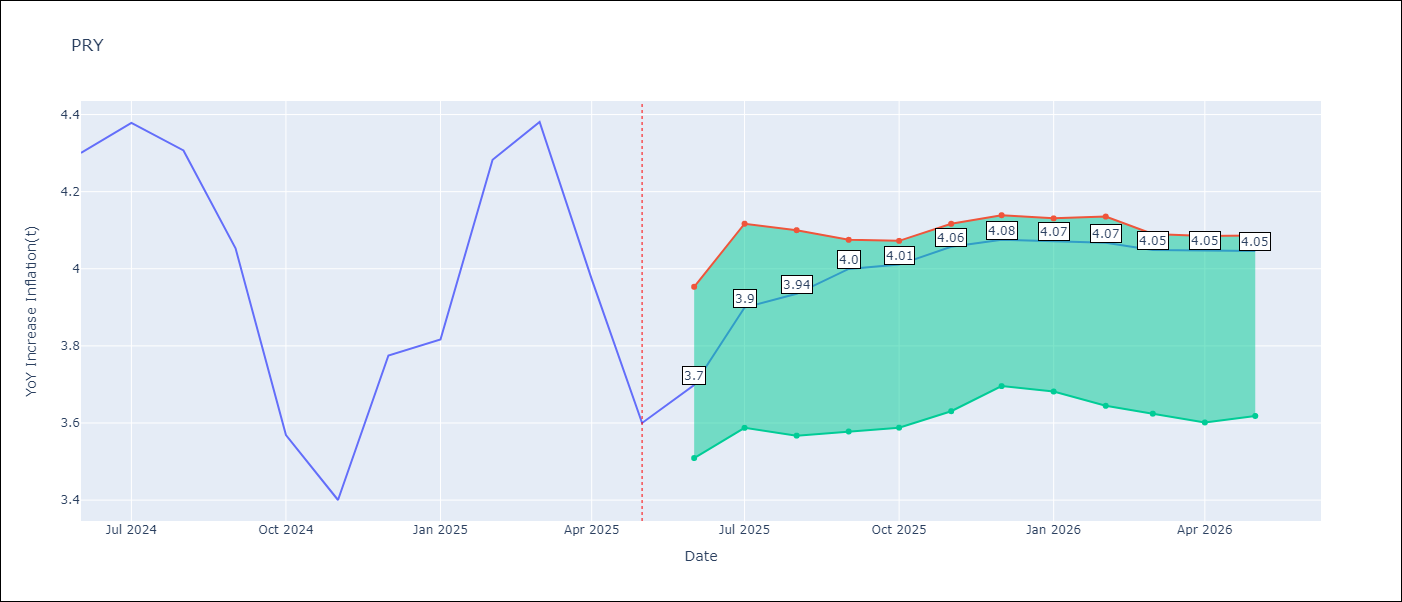 PRY
4.4
4.2
4
3.8
3.6
3.4
YoY Increase Inflation(t)
3.7
3.9
3.94
4.0
4.01
4.06
4.08
4.07
4.07
4.05
4.05
4.05
Jul 2024
Oct 2024
Jan 2025
Apr 2025
Jul 2025
Oct 2025
Jan 2026
Apr 2026
Date